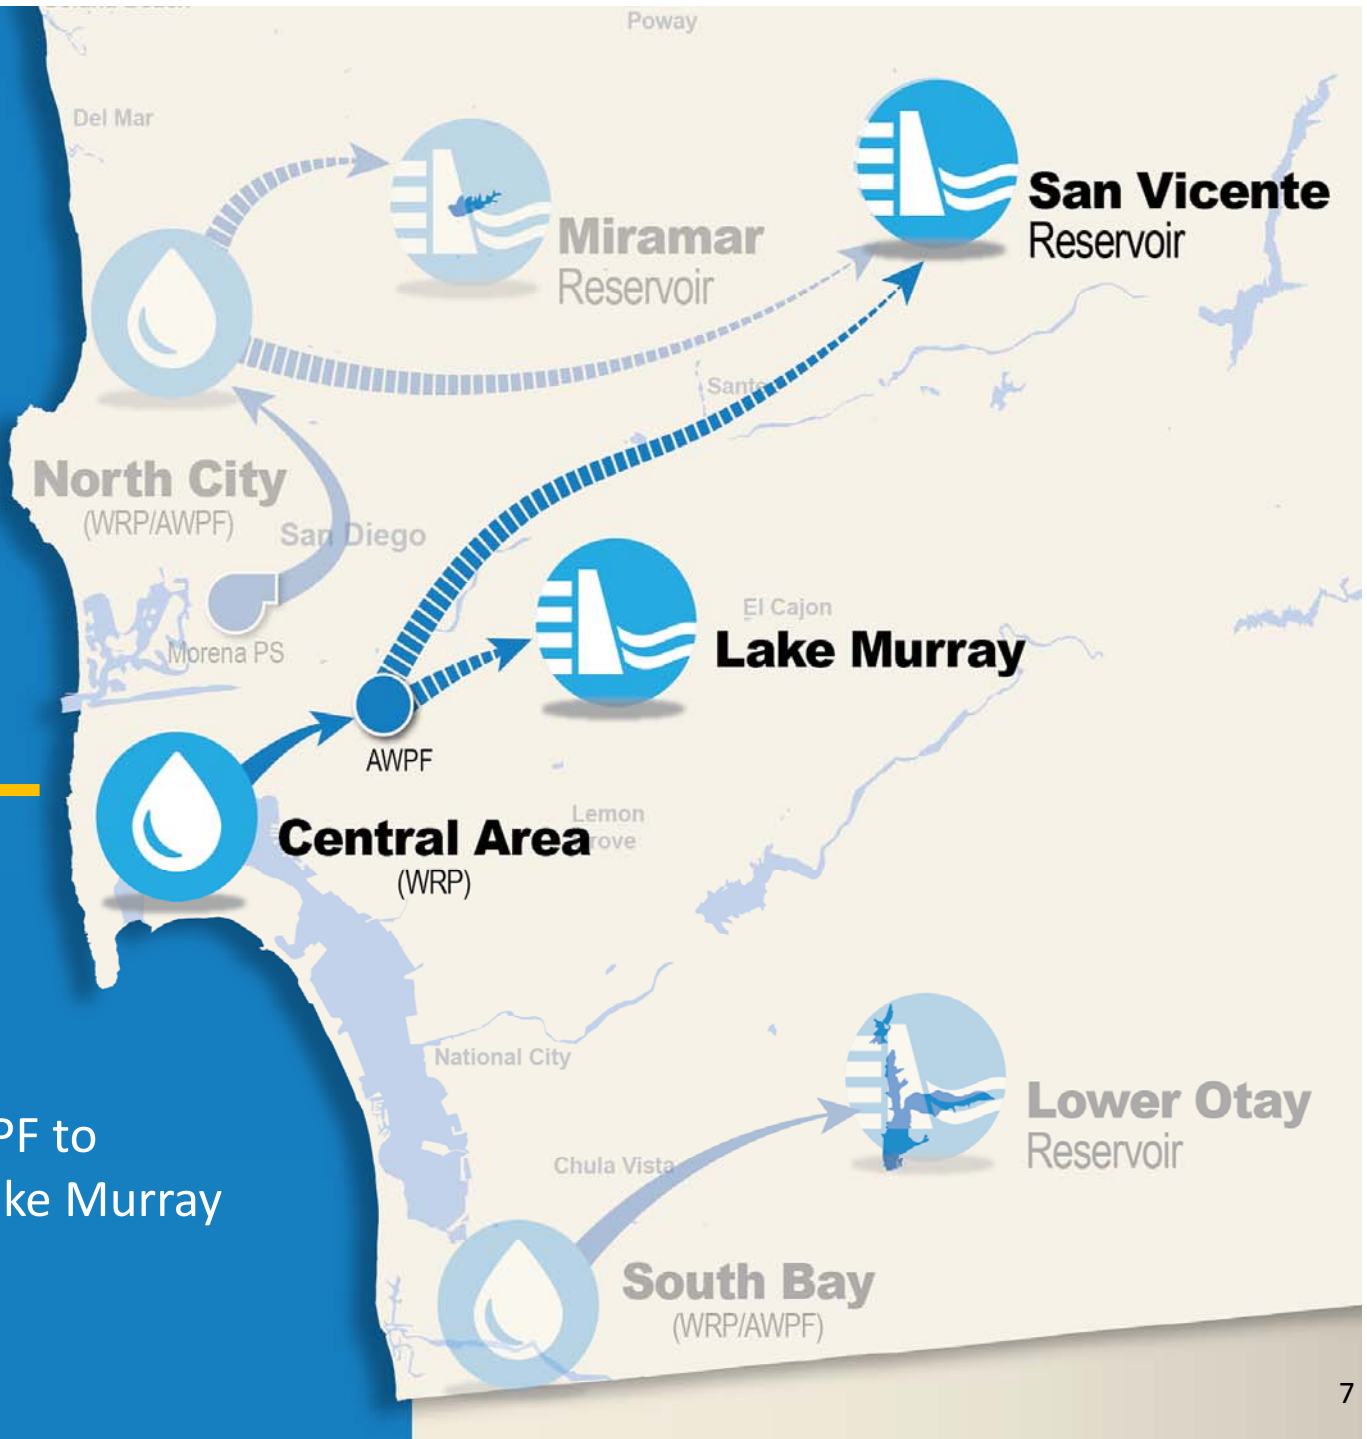 Poway
Del Mar
San Vicente
Reservoir
Miramar
Reservoir
North City
(WRP/AWPF)
San Diego
El Cajon
Lake Murray
Morena PS
AWPF
Lemon
Central Area
(WRP)
National City
Lower Otay
Reservoir
PF to
ke Murray
Chula Vista
South Bay
(WRP/AWPF)
7